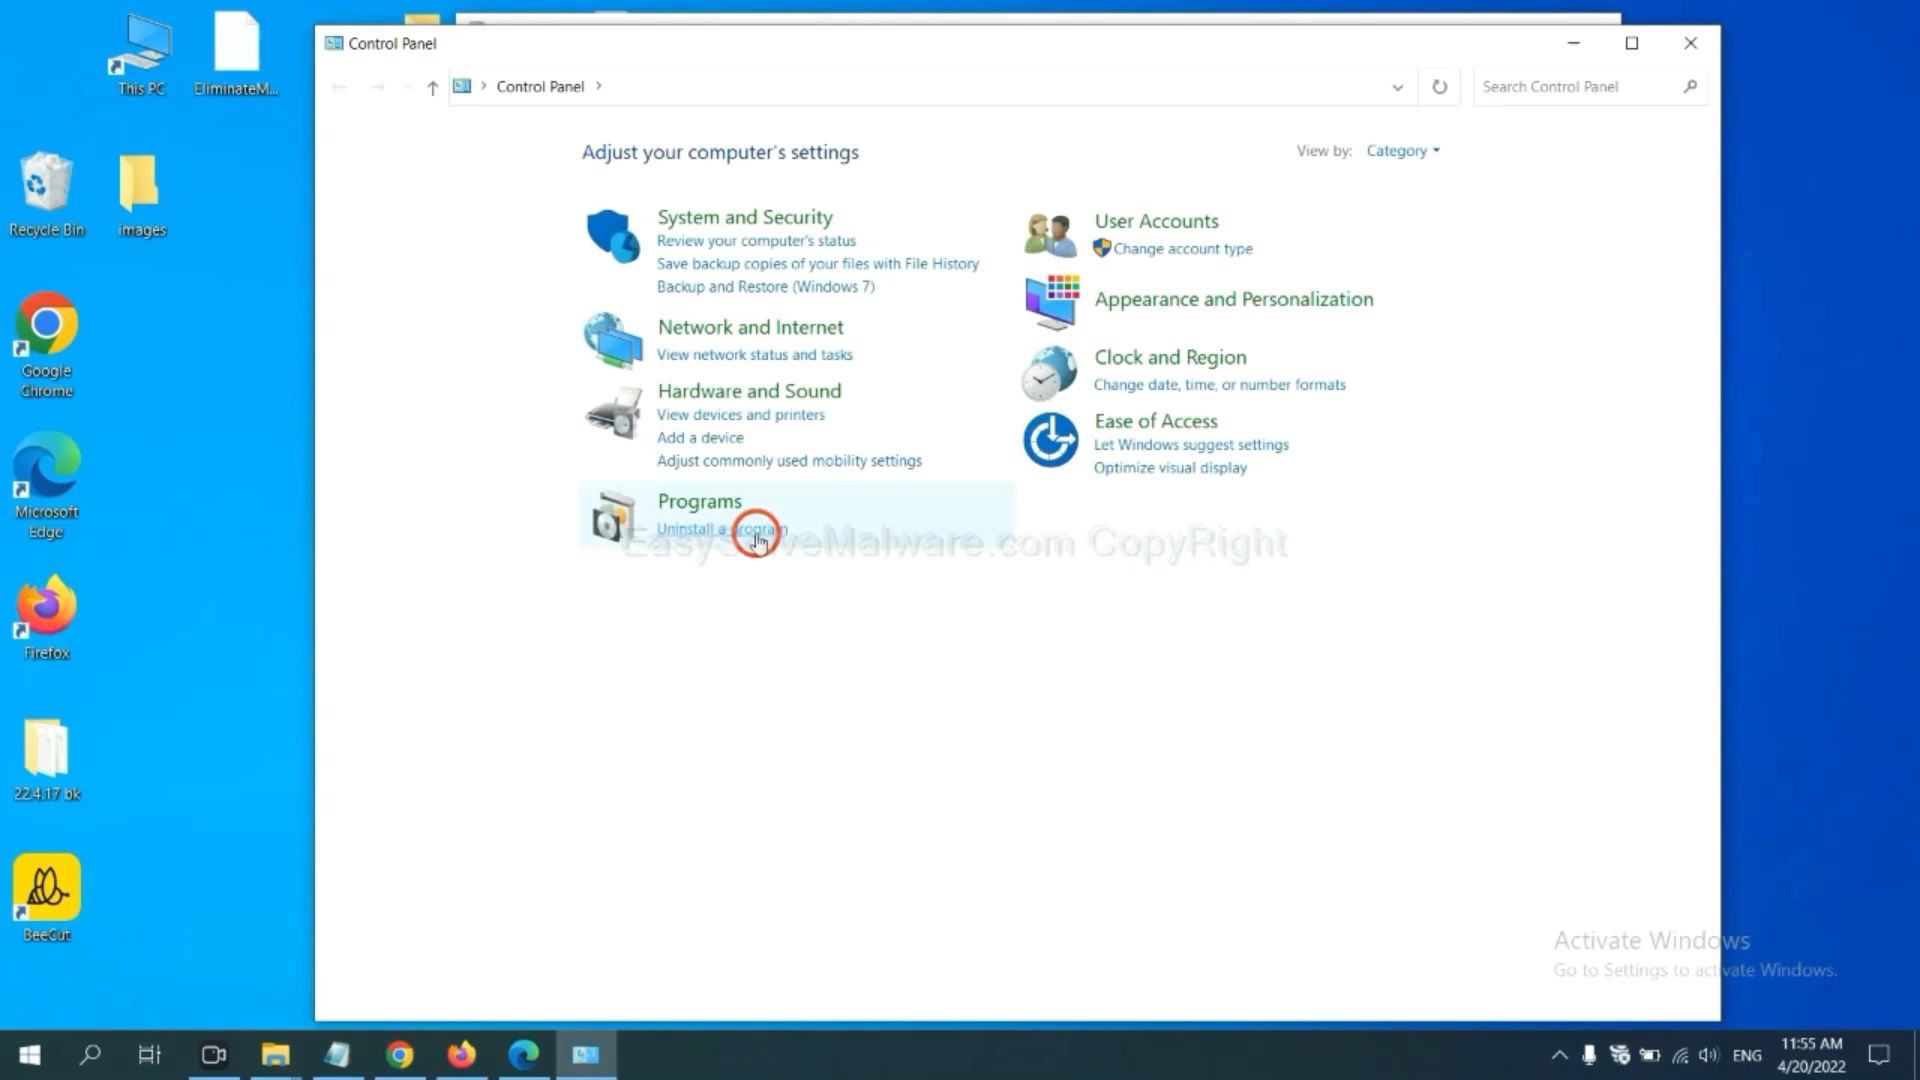 This PC
EliminateM...
Recycle Bin
images
Google
Chrome
Microsoft
Edge
Firefox
22.4.17 bk
BeeCut
Control Panel
Control Panel
Search Control Panel
Adjust your computer's settings
View by: Category
System and Security
Review your computer's status
Save backup copies of your files with File History
Backup and Restore (Windows 7)
Network and Internet
View network status and tasks
Hardware and Sound
View devices and printers
Add a device
Adjust commonly used mobility settings
Programs
Uninstall a program
User Accounts
Change account type
Appearance and Personalization
Clock and Region
Change date, time, or number formats
Ease of Access
Let Windows suggest settings
Optimize visual display
EasySolveMalware.com CopyRight
Activate Windows
Go to Settings to activate Windows.
ENG
11:55 AM
4/20/2022